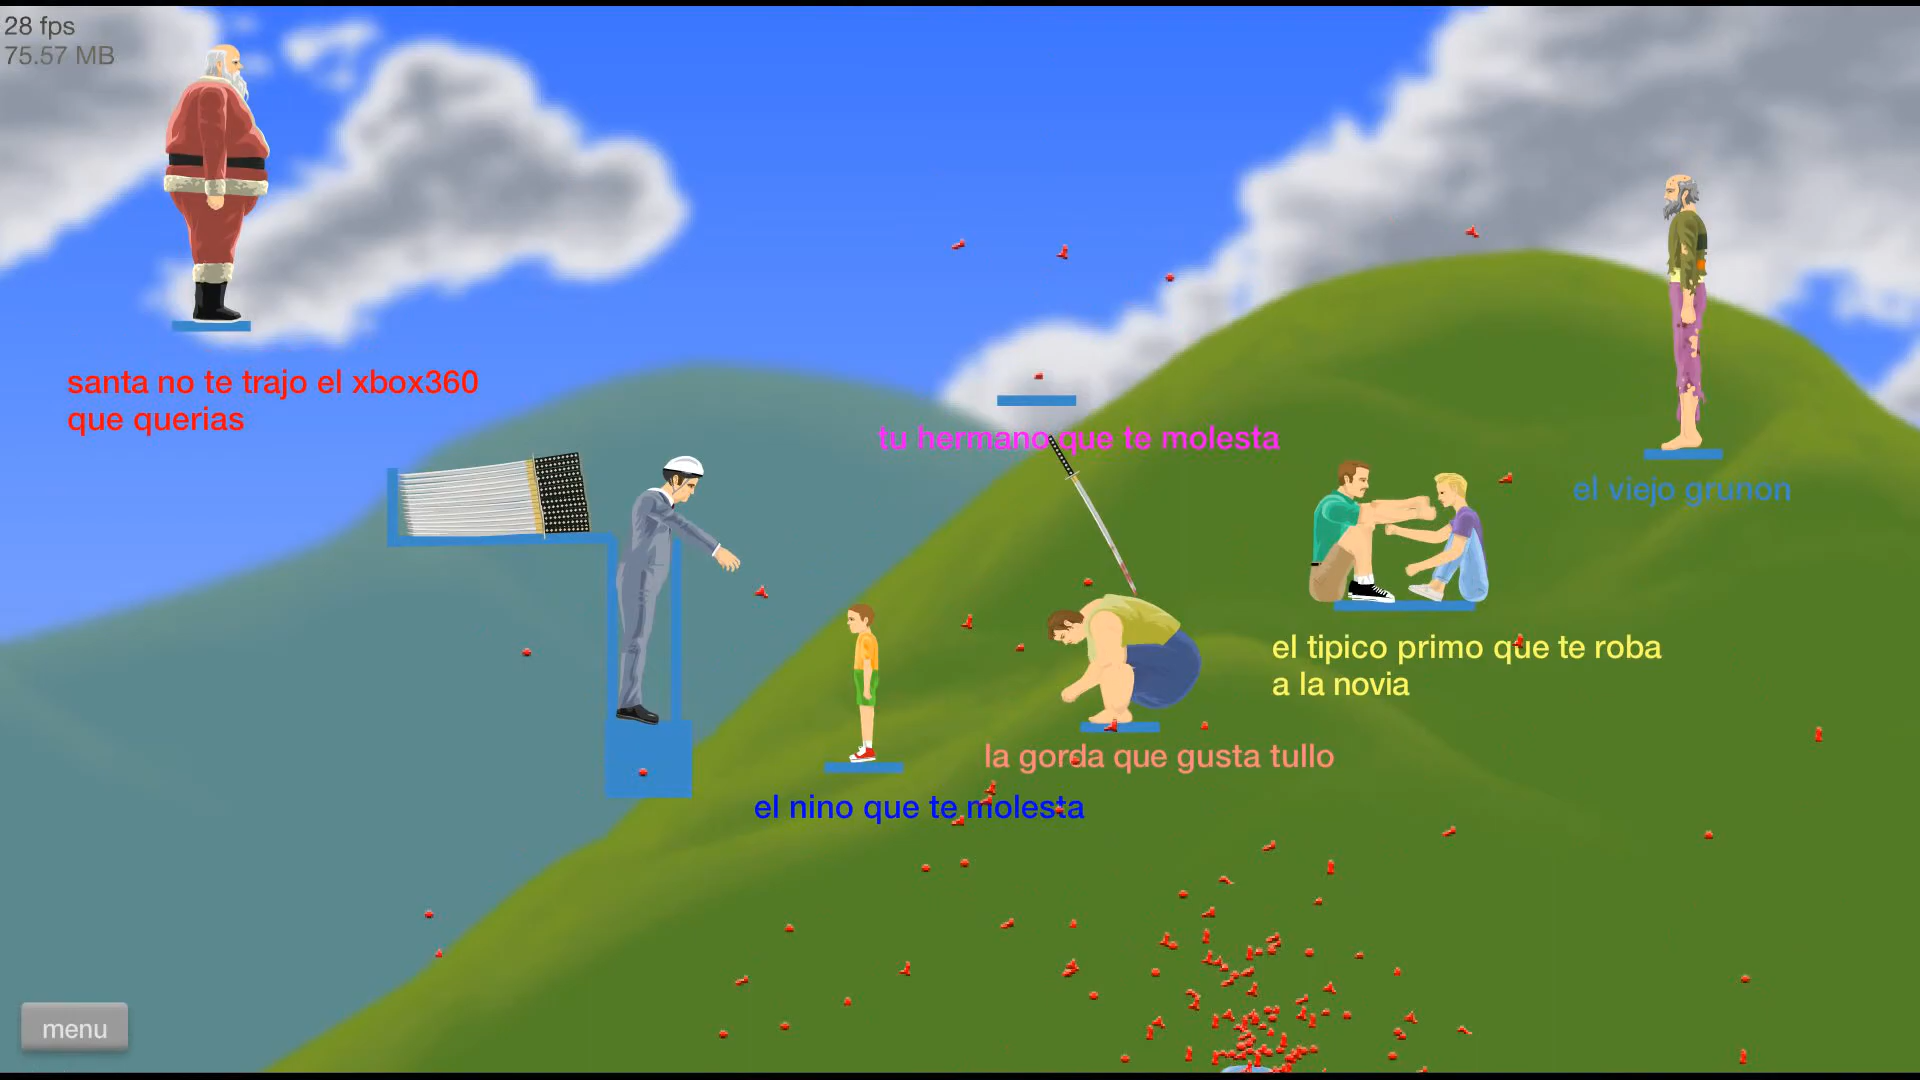 28 fps
75.57 MB
santa no te trajo el xbox360
que querias
tu hermano que te molesta
el viejo grunon
el tipico primo que te roba
a la novia
la gorda que gusta tullo
el nino que te molesta
menu